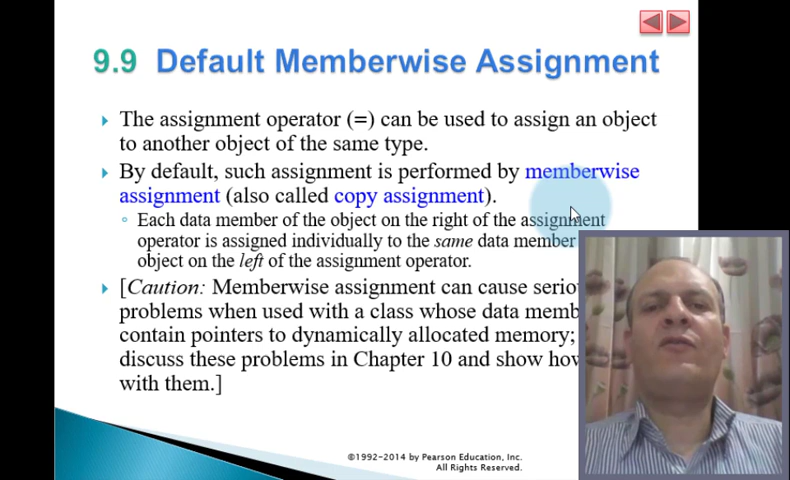 9.9 Default Memberwise Assignment
The assignment operator (=) can be used to assign an object
to another object of the same type.
By default, such assignment is performed by memberwise
assignment (also called copy assignment).
Each data member of the object on the right of the assignment
operator is assigned individually to the same data member
object on the left of the assignment operator.
[Caution: Memberwise assignment can cause
problems when used with a class whose data
contain pointers to dynamically allocated memory;
discuss these problems in Chapter 10 and show
with them.]
©1992-2014 by Pearson Education, Inc.
All Rights Reserved.